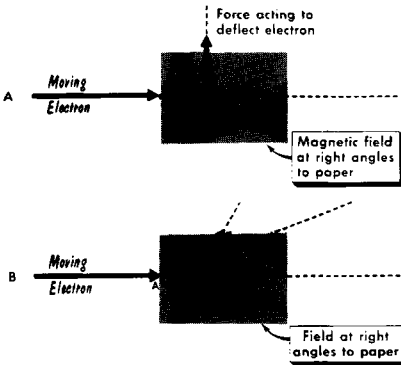 Force acting to
deflect electron
A
Moving
Electron
Magnetic field
at right angles
to paper
B
Moving
Electron
A
Field at right
angles to paper